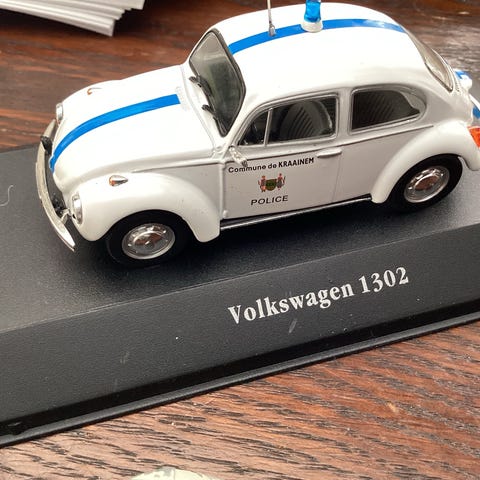 Commune de KRAAINEM
POLICE
Volkswagen 1302